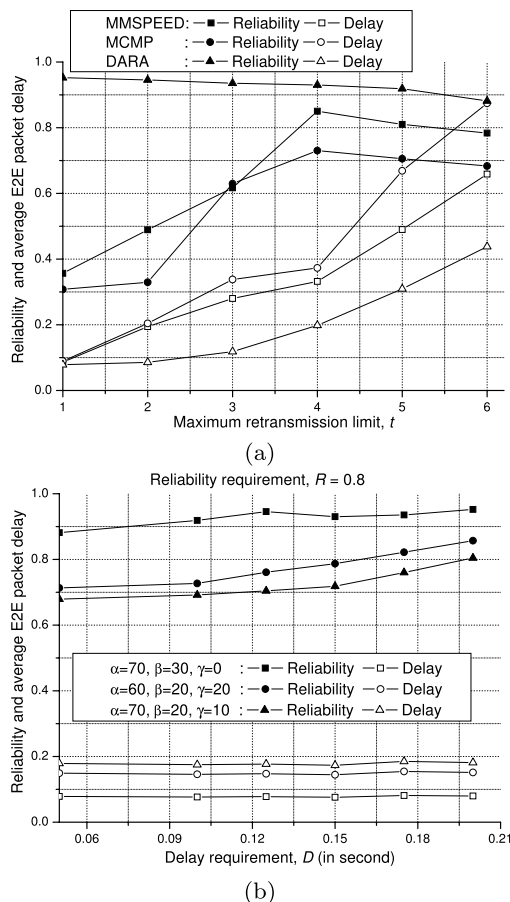 MMSPEED: Reliability Delay
MCMP : Reliability Delay
DARA : Reliability Delay
Reliability and average E2E packet delay
1.0
0.8
0.6
0.4
0.2
0.0
1 2 3 4 5 6
Maximum retransmission limit, t
(a)
Reliability requirement, R = 0.8
Reliability and average E2E packet delay
1.0
0.8
0.6
0.4
0.2
0.0
α=70, β=30, γ=0 : Reliability Delay
α=60, β=20, γ=20 : Reliability Delay
α=70, β=20, γ=10 : Reliability Delay
0.06 0.09 0.12 0.15 0.18 0.21
Delay requirement, D (in second)
(b)